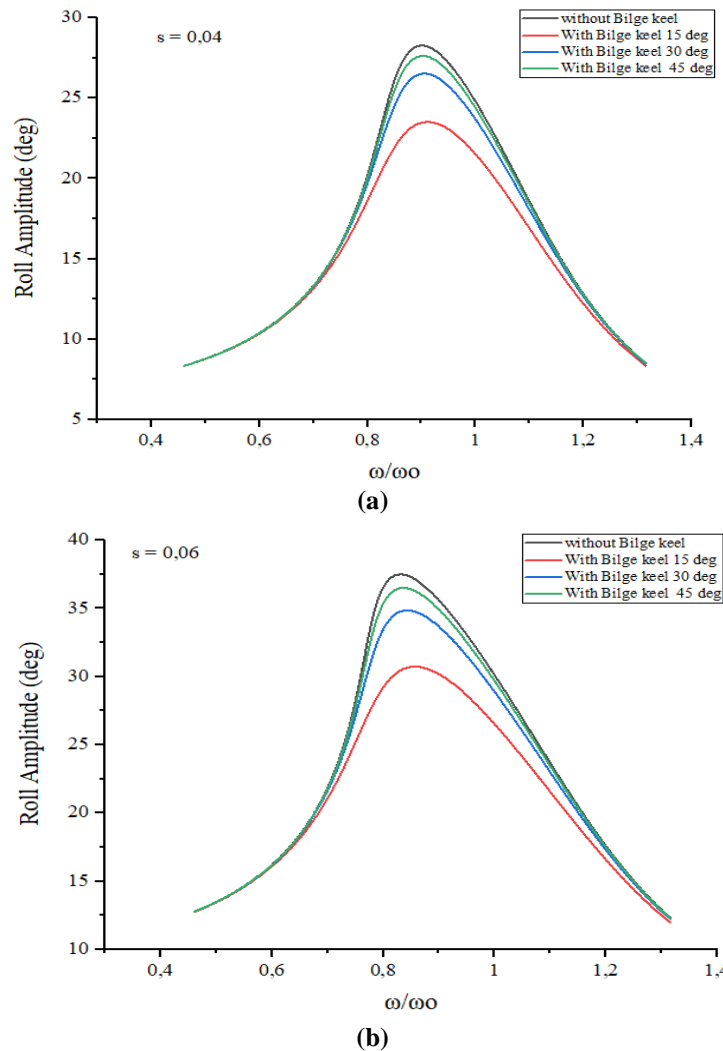 30
s = 0,04
without Bilge keel
With Bilge keel 15 deg
With Bilge keel 30 deg
With Bilge keel  45 deg
25
20
15
10
5
Roll Amplitude (deg)
0,4 0,6 0,8 1 1,2 1,4
ω/ωo
(a)
40
s = 0,06
without Bilge keel
With Bilge keel 15 deg
With Bilge keel 30 deg
With Bilge keel  45 deg
35
30
25
20
15
10
Roll Amplitude (deg)
0,4 0,6 0,8 1 1,2 1,4
ω/ωo
(b)